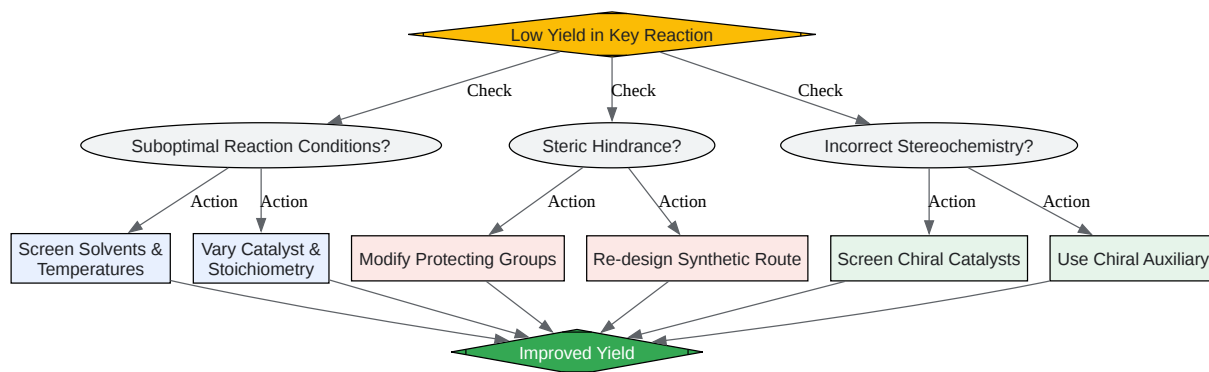 Low Yield in Key Reaction
Check
Check
Check
Suboptimal Reaction Conditions?
Steric Hindrance?
Incorrect Stereochemistry?
Action
Action
Action
Action
Action
Action
Screen Solvents &
Temperatures
Vary Catalyst &
Stoichiometry
Modify Protecting Groups
Re-design Synthetic Route
Screen Chiral Catalysts
Use Chiral Auxiliary
Improved Yield